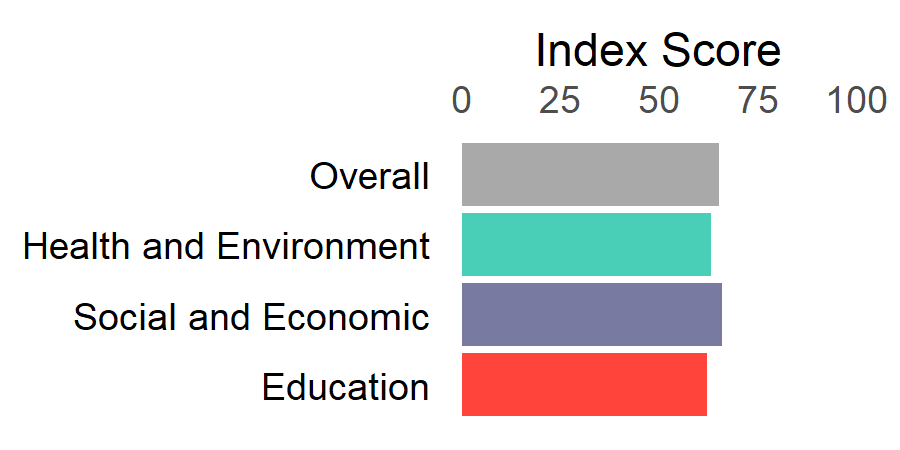 Index Score
0 25 50 75 100
Overall
Health and Environment
Social and Economic
Education